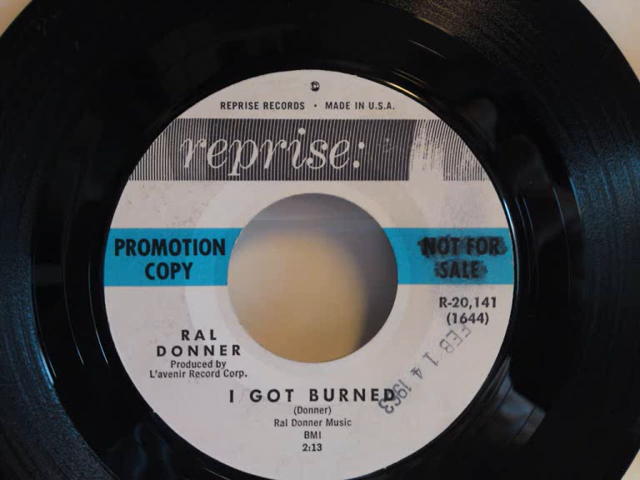 REPRISE RECORDS • MADE IN U.S.A.
reprise:
PROMOTION
COPY
NOT FOR
SALE
R-20,141
(1644)
FEB 14 1963
RAL
DONNER
Produced by
L'avenir Record Corp.
I GOT BURNED
(Donner)
Ral Donner Music
BMI
2:13